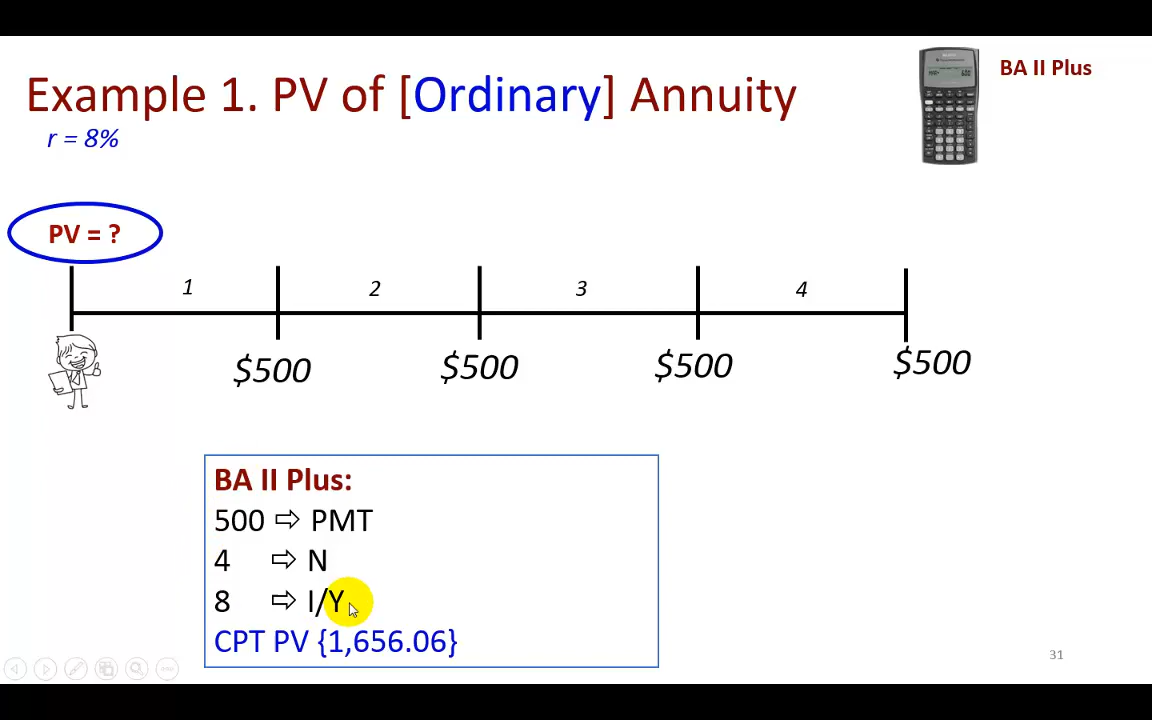 Example 1. PV of [Ordinary] Annuity
BA II Plus
r = 8%
PV = ?
1 2 3 4
$500 $500 $500 $500
BA II Plus:
500 ⇨ PMT
4 ⇨ N
8 ⇨ I/Y
CPT PV {1,656.06}
31